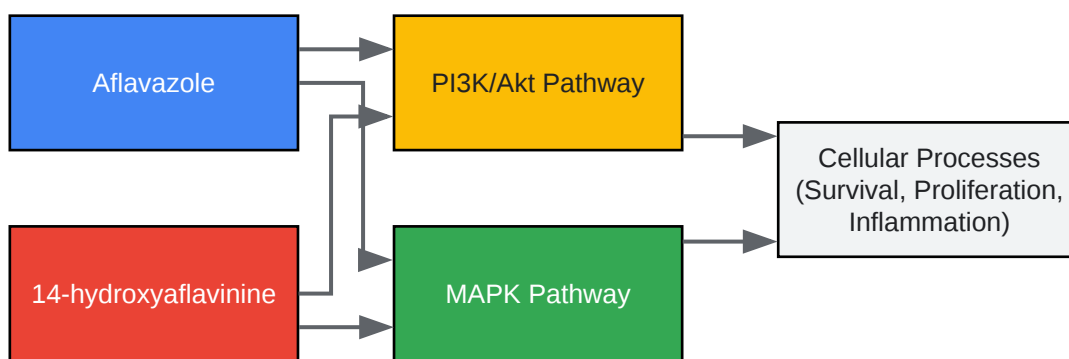 Aflavazole
PI3K/Akt Pathway
Cellular Processes
(Survival, Proliferation,
Inflammation)
14-hydroxyaflavinine
MAPK Pathway